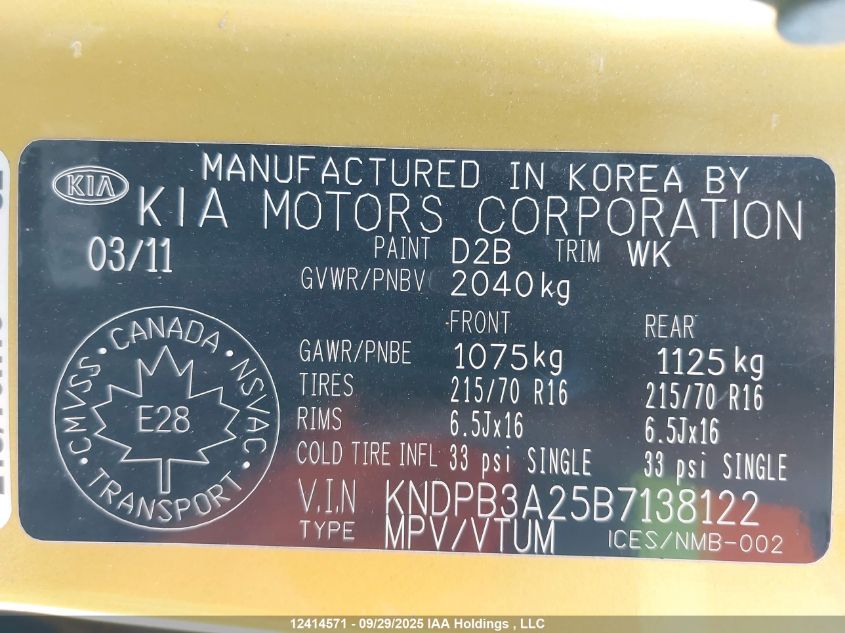 MANUFACTURED IN KOREA BY
KIA
KIA MOTORS CORPORATION
03/11 PAINT D2B TRIM WK
GVWR/PNBV 2040kg
FRONT REAR
GAWR/PNBE 1075kg 1125kg
TIRES 215/70 R16 215/70 R16
RIMS 6.5Jx16 6.5Jx16
COLD TIRE INFL 33 psi SINGLE 33 psi SINGLE
V.I.N KNDPB3A25B7138122
TYPE MPV/VTUM ICES/NMB-002
CMVSS · CANADA · NSVAC · TRANSPORT ·
E28
12414571 - 09/29/2025 IAA Holdings , LLC